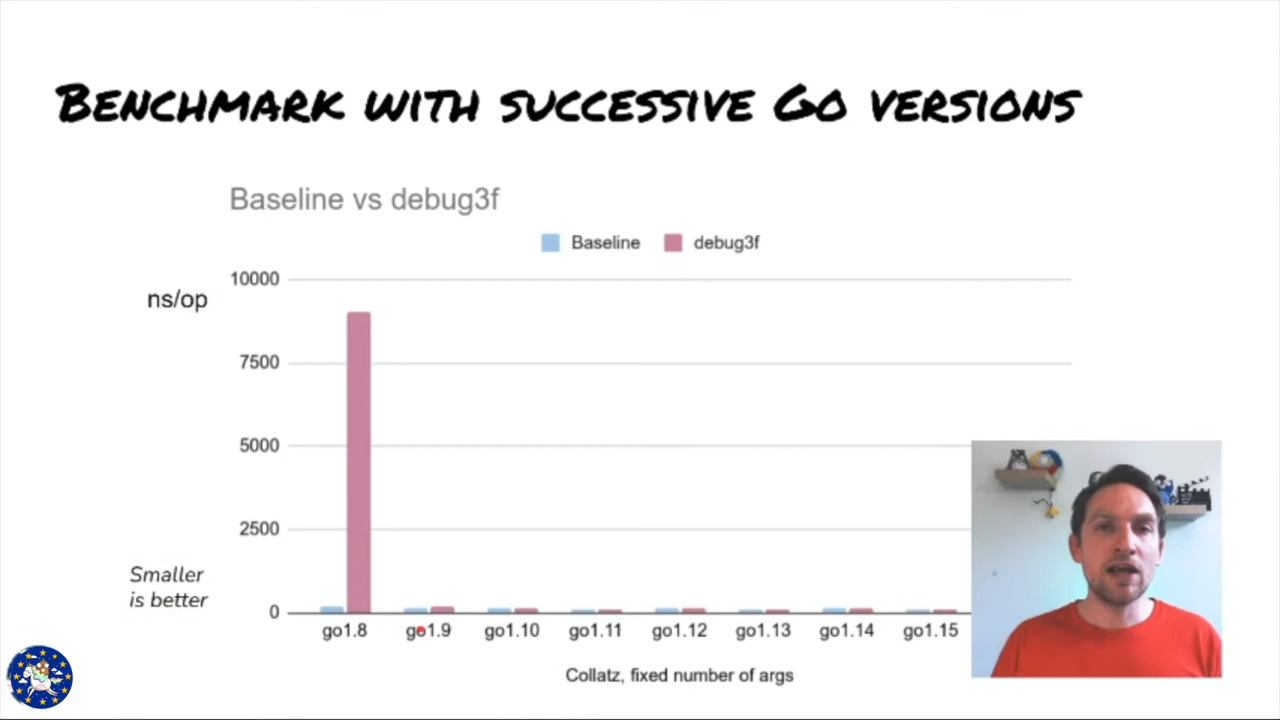 Benchmark with successive Go versions
Baseline vs debug3f
Baseline debug3f
10000
ns/op
7500
5000
2500
Smaller
is better
0
go1.8 go1.9 go1.10 go1.11 go1.12 go1.13 go1.14 go1.15
Collatz, fixed number of args